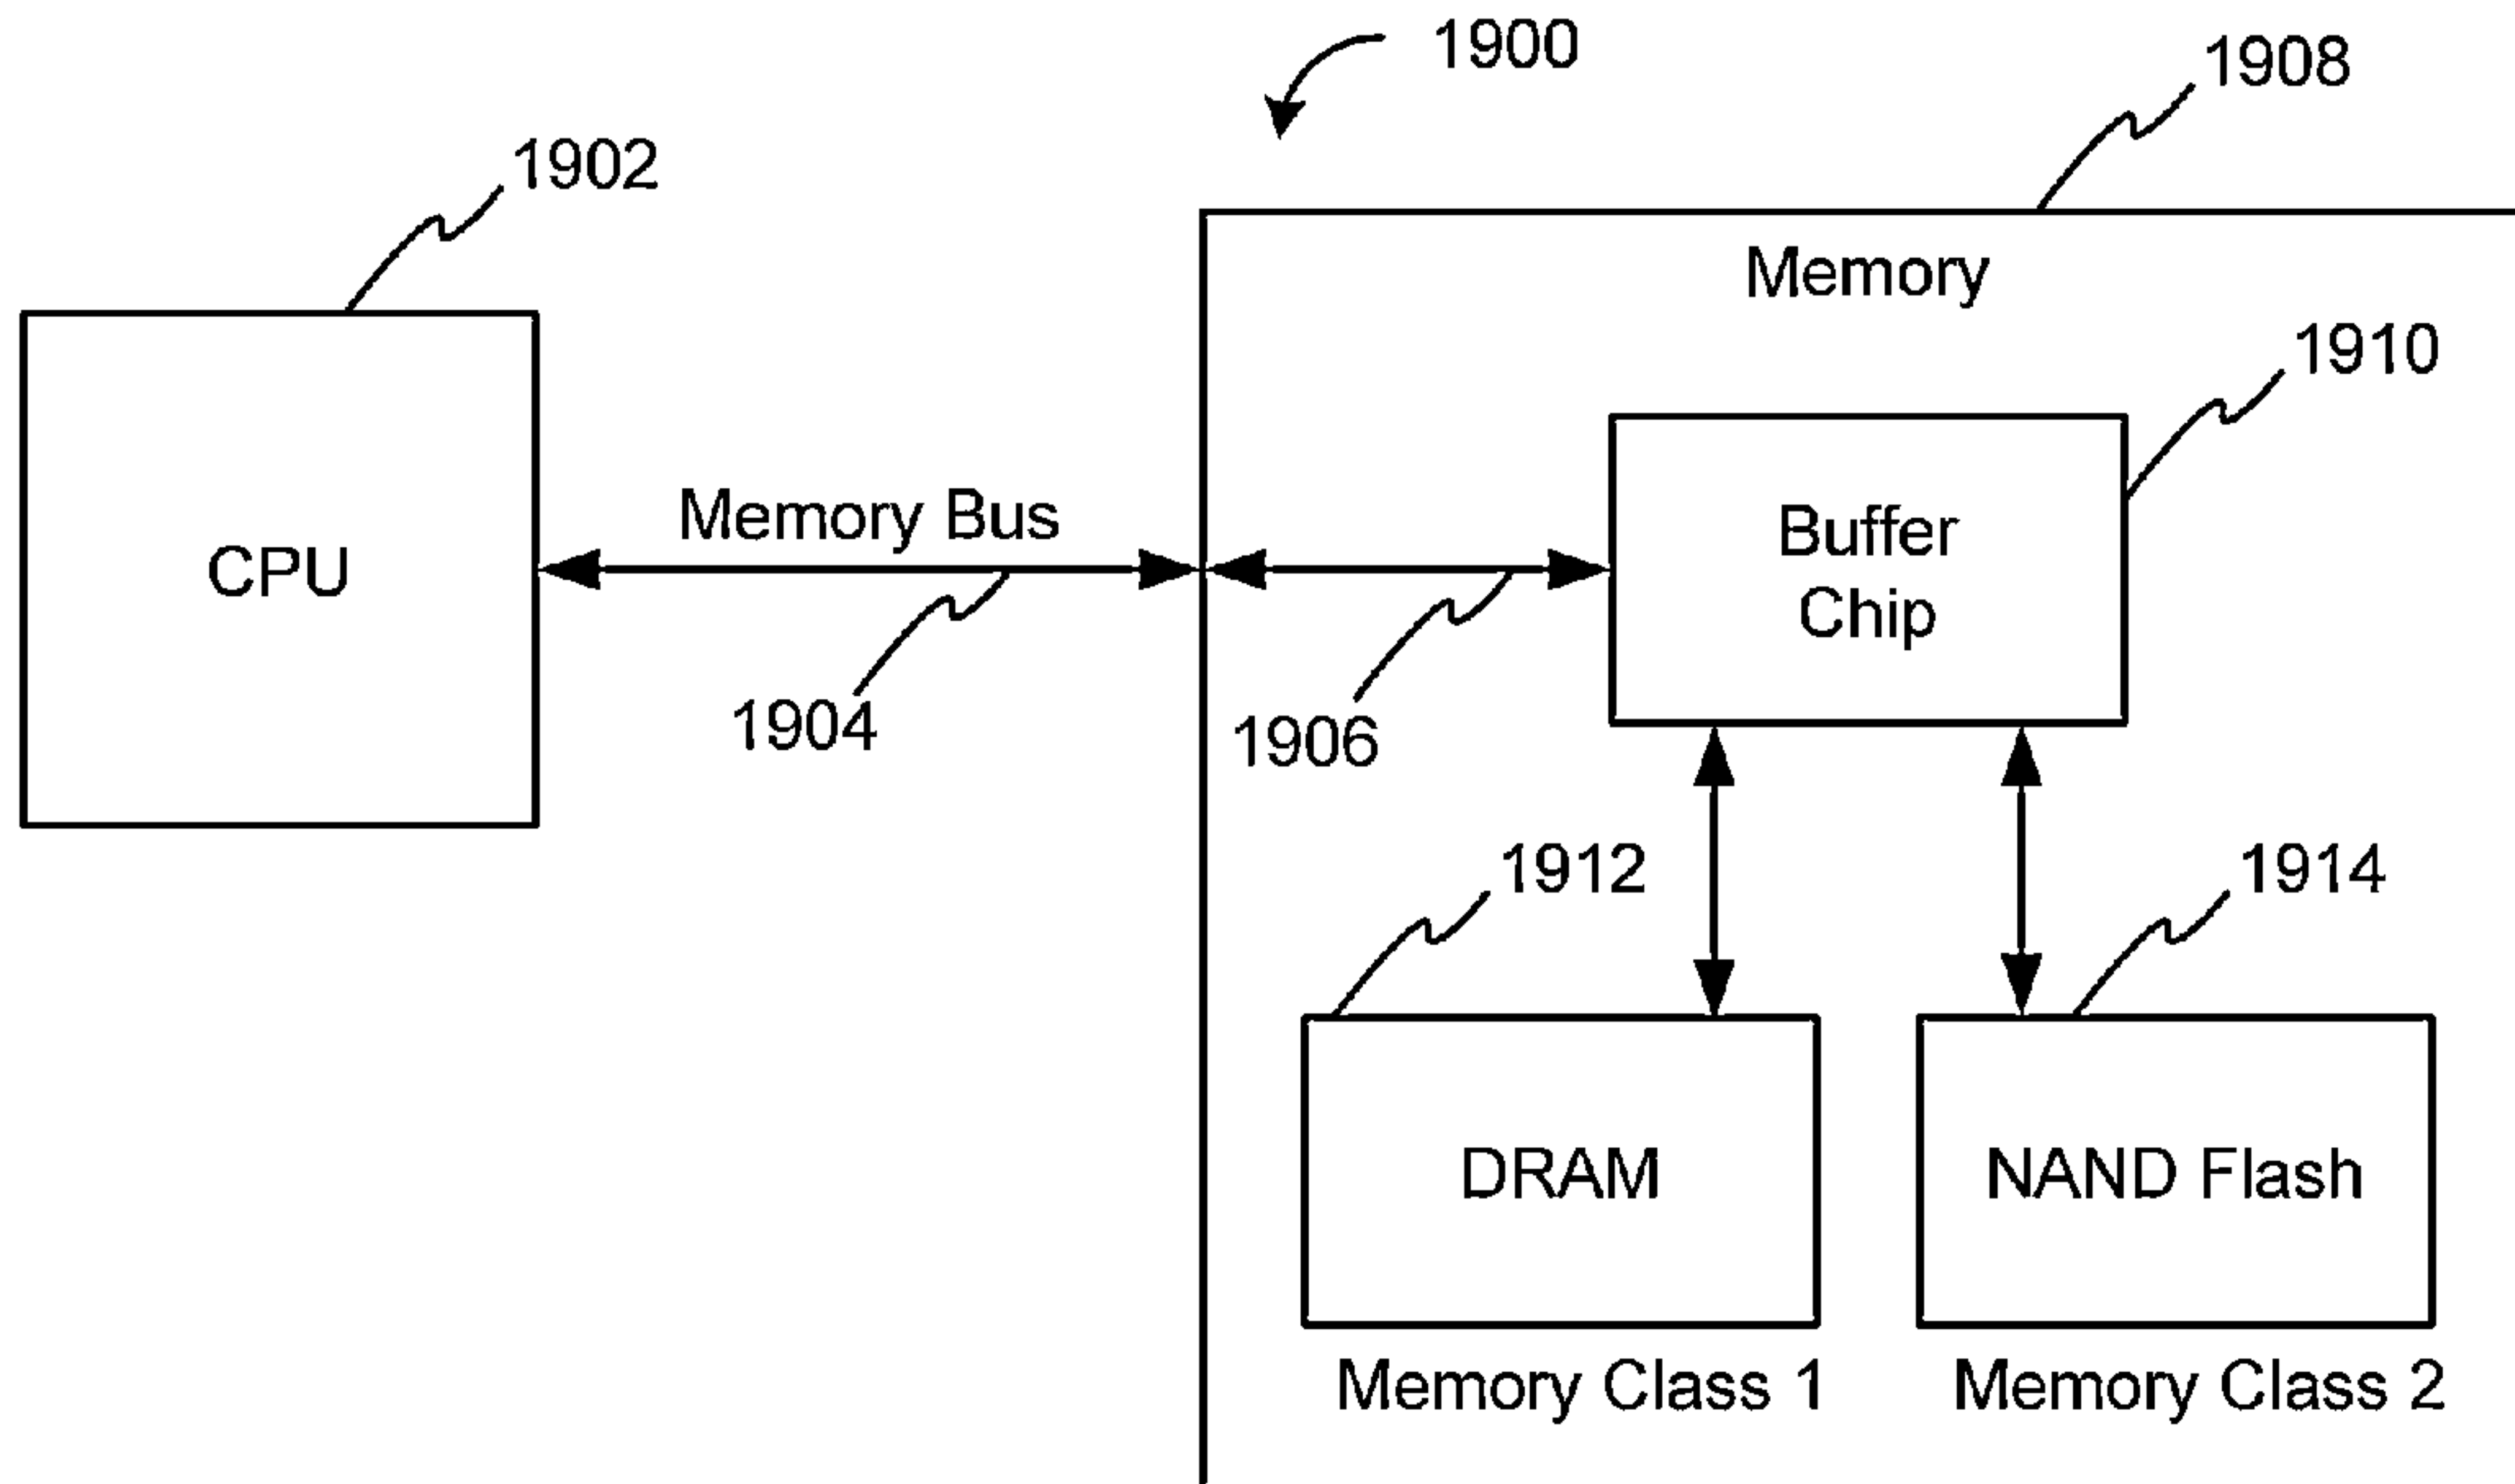 1900
1908
1902
Memory
1910
Memory Bus
Buffer
Chip
CPU
1904
1906
1912
1914
DRAM
NAND Flash
Memory Class 1
Memory Class 2